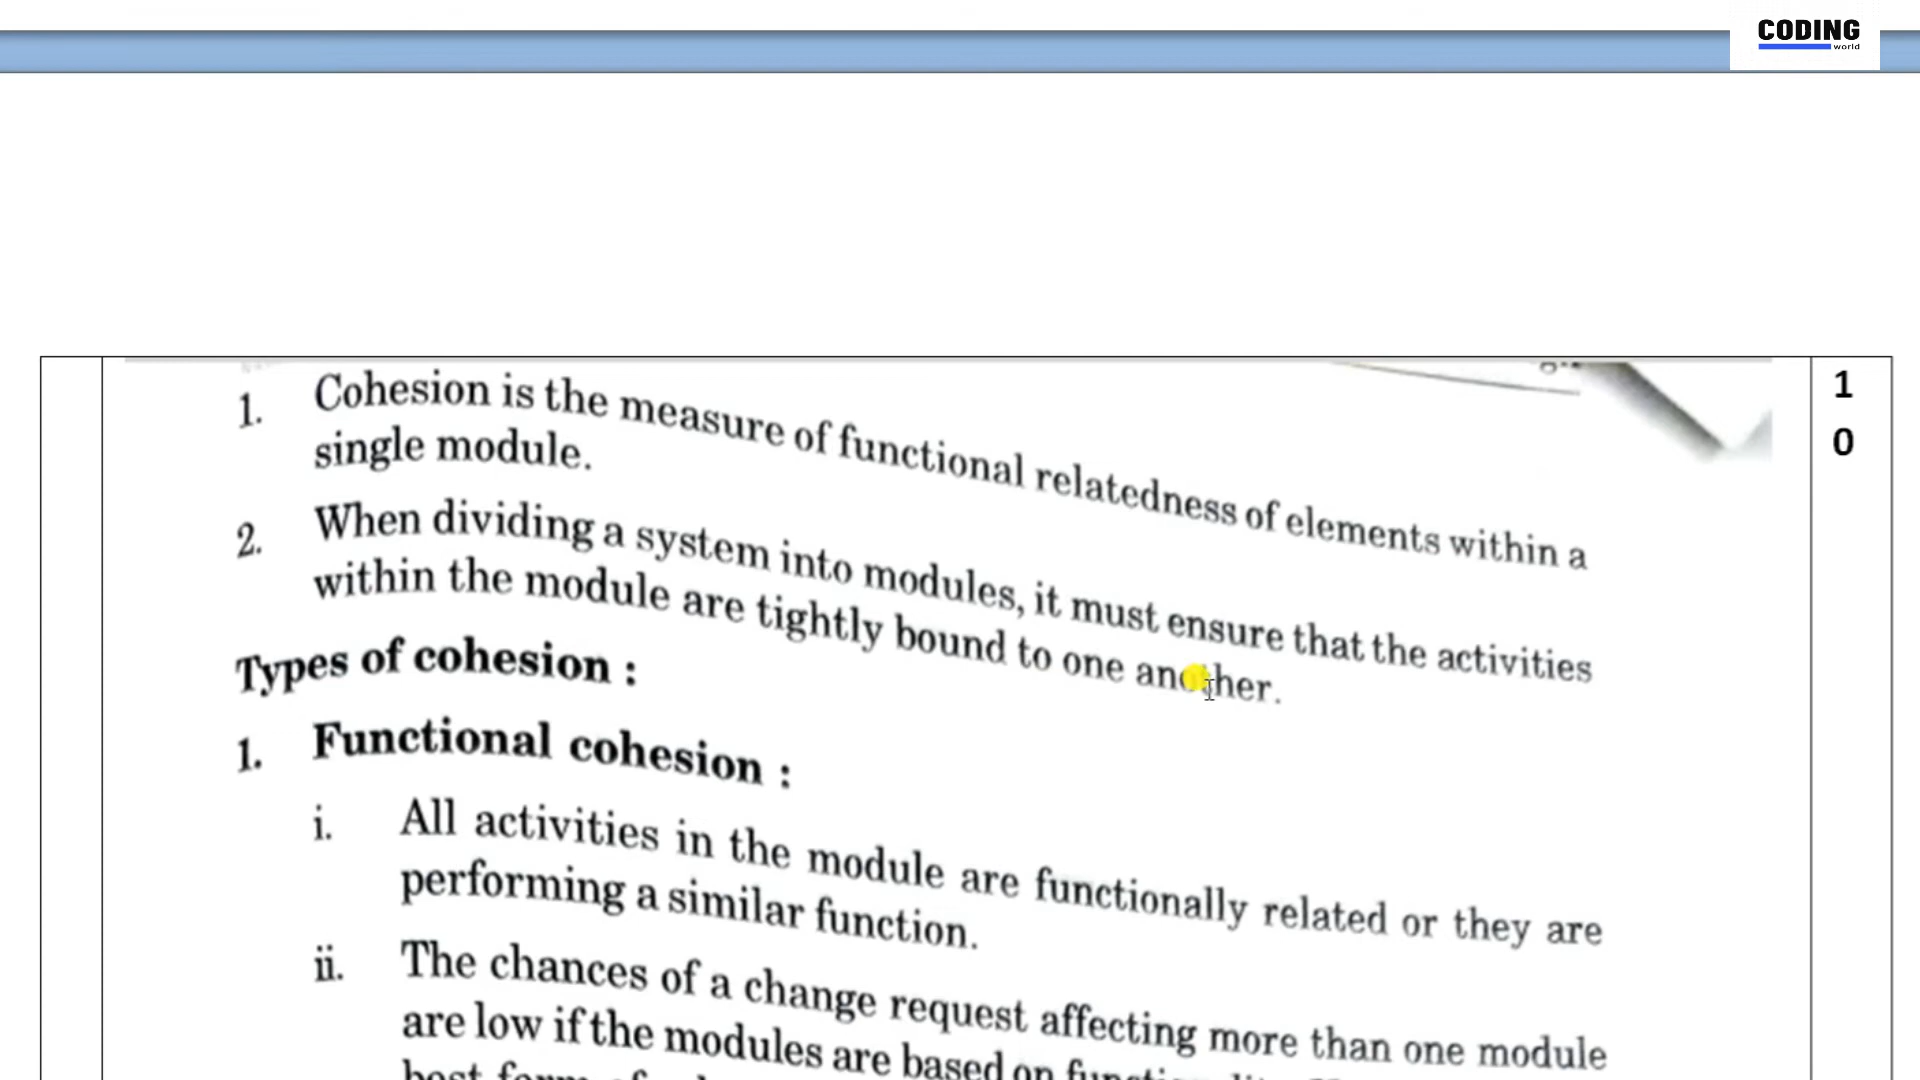 CODING
world
1
0
1. Cohesion is the measure of functional relatedness of elements within a
single module.
2. When dividing a system into modules, it must ensure that the activities
within the module are tightly bound to one another.
Types of cohesion :
1. Functional cohesion :
i. All activities in the module are functionally related or they are
performing a similar function.
ii. The chances of a change request affecting more than one module
are low if the modules are based on